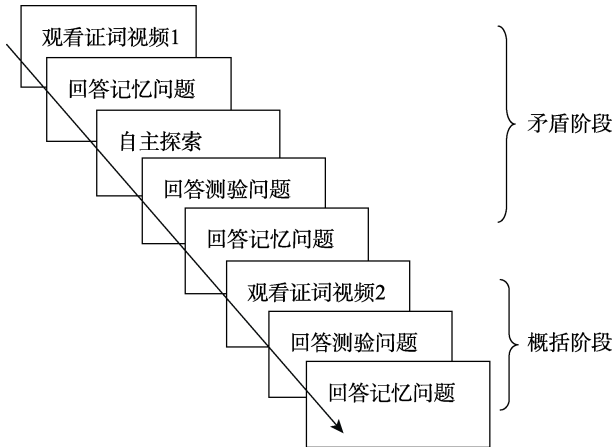 观看证词视频1
回答记忆问题
自主探索
回答测验问题
回答记忆问题
观看证词视频2
回答测验问题
回答记忆问题
矛盾阶段
概括阶段